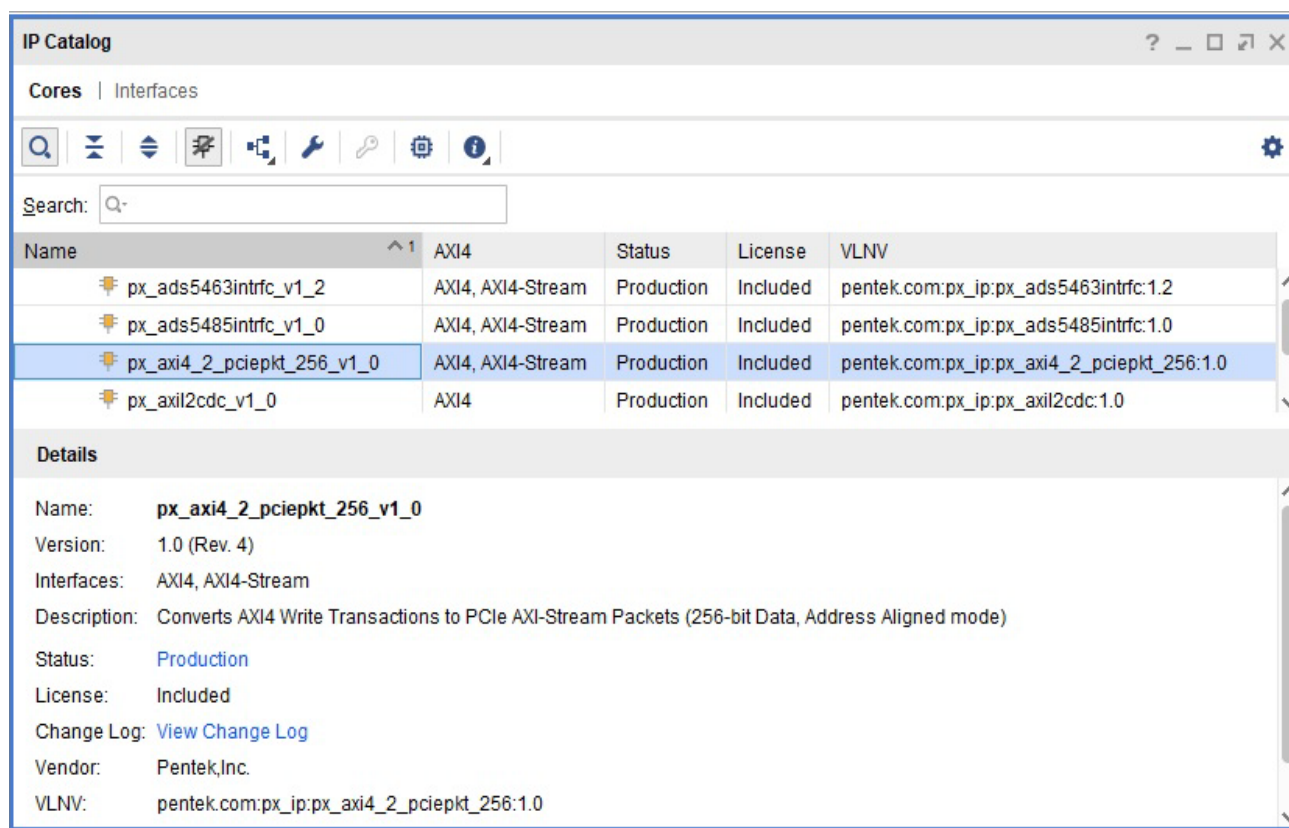 IP Catalog ? _ □ X
Cores | Interfaces
Search: Q
Name ^1 AXI4 Status License VLNV
px_ads5463intrfc_v1_2 AXI4, AXI4-Stream Production Included pentek.com:px_ip:px_ads5463intrfc:1.2
px_ads5485intrfc_v1_0 AXI4, AXI4-Stream Production Included pentek.com:px_ip:px_ads5485intrfc:1.0
px_axi4_2_pciepkt_256_v1_0 AXI4, AXI4-Stream Production Included pentek.com:px_ip:px_axi4_2_pciepkt_256:1.0
px_axil2cdc_v1_0 AXI4 Production Included pentek.com:px_ip:px_axil2cdc:1.0
Details
Name: px_axi4_2_pciepkt_256_v1_0
Version: 1.0 (Rev. 4)
Interfaces: AXI4, AXI4-Stream
Description: Converts AXI4 Write Transactions to PCIe AXI-Stream Packets (256-bit Data, Address Aligned mode)
Status: Production
License: Included
Change Log: View Change Log
Vendor: Pentek,Inc.
VLNV: pentek.com:px_ip:px_axi4_2_pciepkt_256:1.0